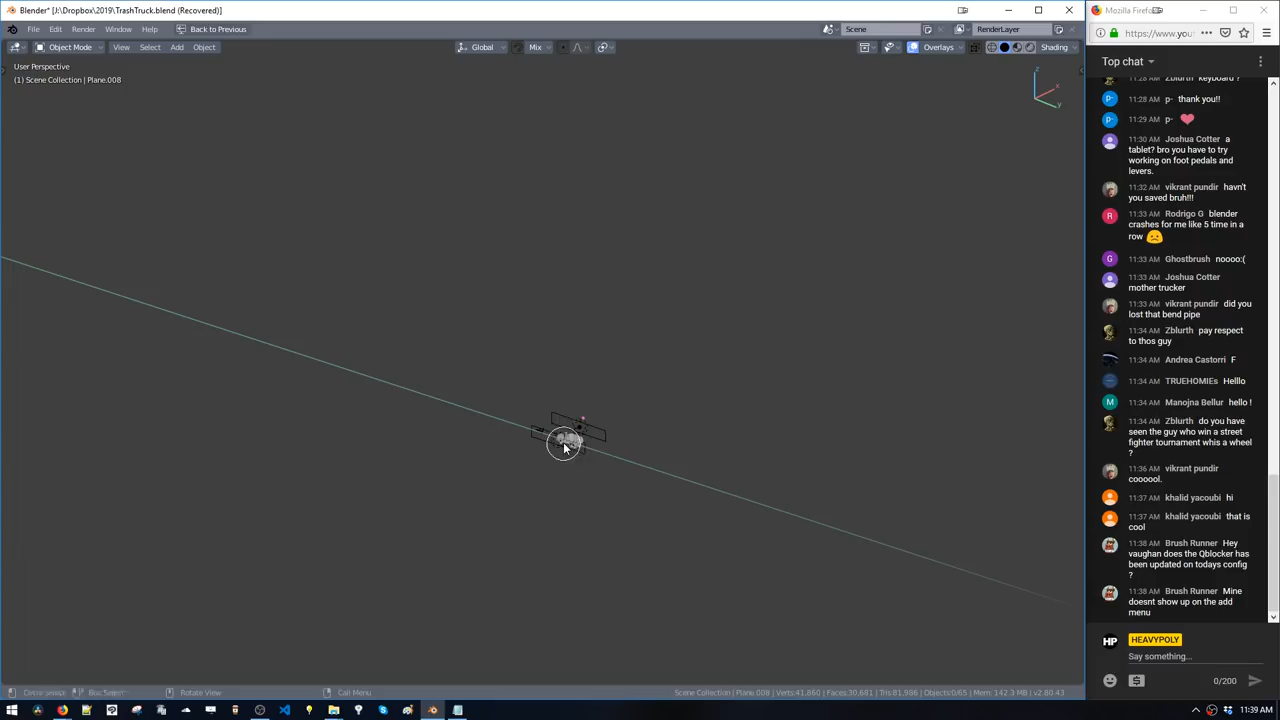 Blender* [J:\Dropbox\2019\TrashTruck.blend (Recovered)]
File Edit Render Window Help Back to Previous Scene RenderLayer
Object Mode View Select Add Object Global Mix Overlays Shading
User Perspective
(1) Scene Collection | Plane.008
z
x
y
Rotate View Call Menu Scene Collection | Plane.008 | Verts:41,860 | Faces:30,681 | Tris:81,986 | Objects:0/65 | Mem: 142.3 MB | v2.80.43
Mozilla Firefo
https://www.you
Top chat
11:28 AM Zblurth keyboard ?
p- 11:28 AM p- thank you!!
p- 11:29 AM p-
11:30 AM Joshua Cotter a
tablet? bro you have to try
working on foot pedals and
levers.
11:32 AM vikrant pundir havn't
you saved bruh!!!
R 11:33 AM Rodrigo G blender
crashes for me like 5 time in a
row
G 11:33 AM Ghostbrush noooo:(
11:33 AM Joshua Cotter
mother trucker
11:33 AM vikrant pundir did you
lost that bend pipe
11:34 AM Zblurth pay respect
to thos guy
11:34 AM Andrea Castorri F
11:34 AM TRUEHOMIEs Helllo
M 11:34 AM Manojna Bellur hello !
11:34 AM Zblurth do you have
seen the guy who win a street
fighter tournament whis a wheel
?
11:36 AM vikrant pundir
coooool.
11:37 AM khalid yacoubi hi
11:37 AM khalid yacoubi that is
cool
11:38 AM Brush Runner Hey
vaughan does the Qblocker has
been updated on todays config
?
11:38 AM Brush Runner Mine
doesnt show up on the add
menu
HP HEAVYPOLY
Say something...
0/200
11:39 AM